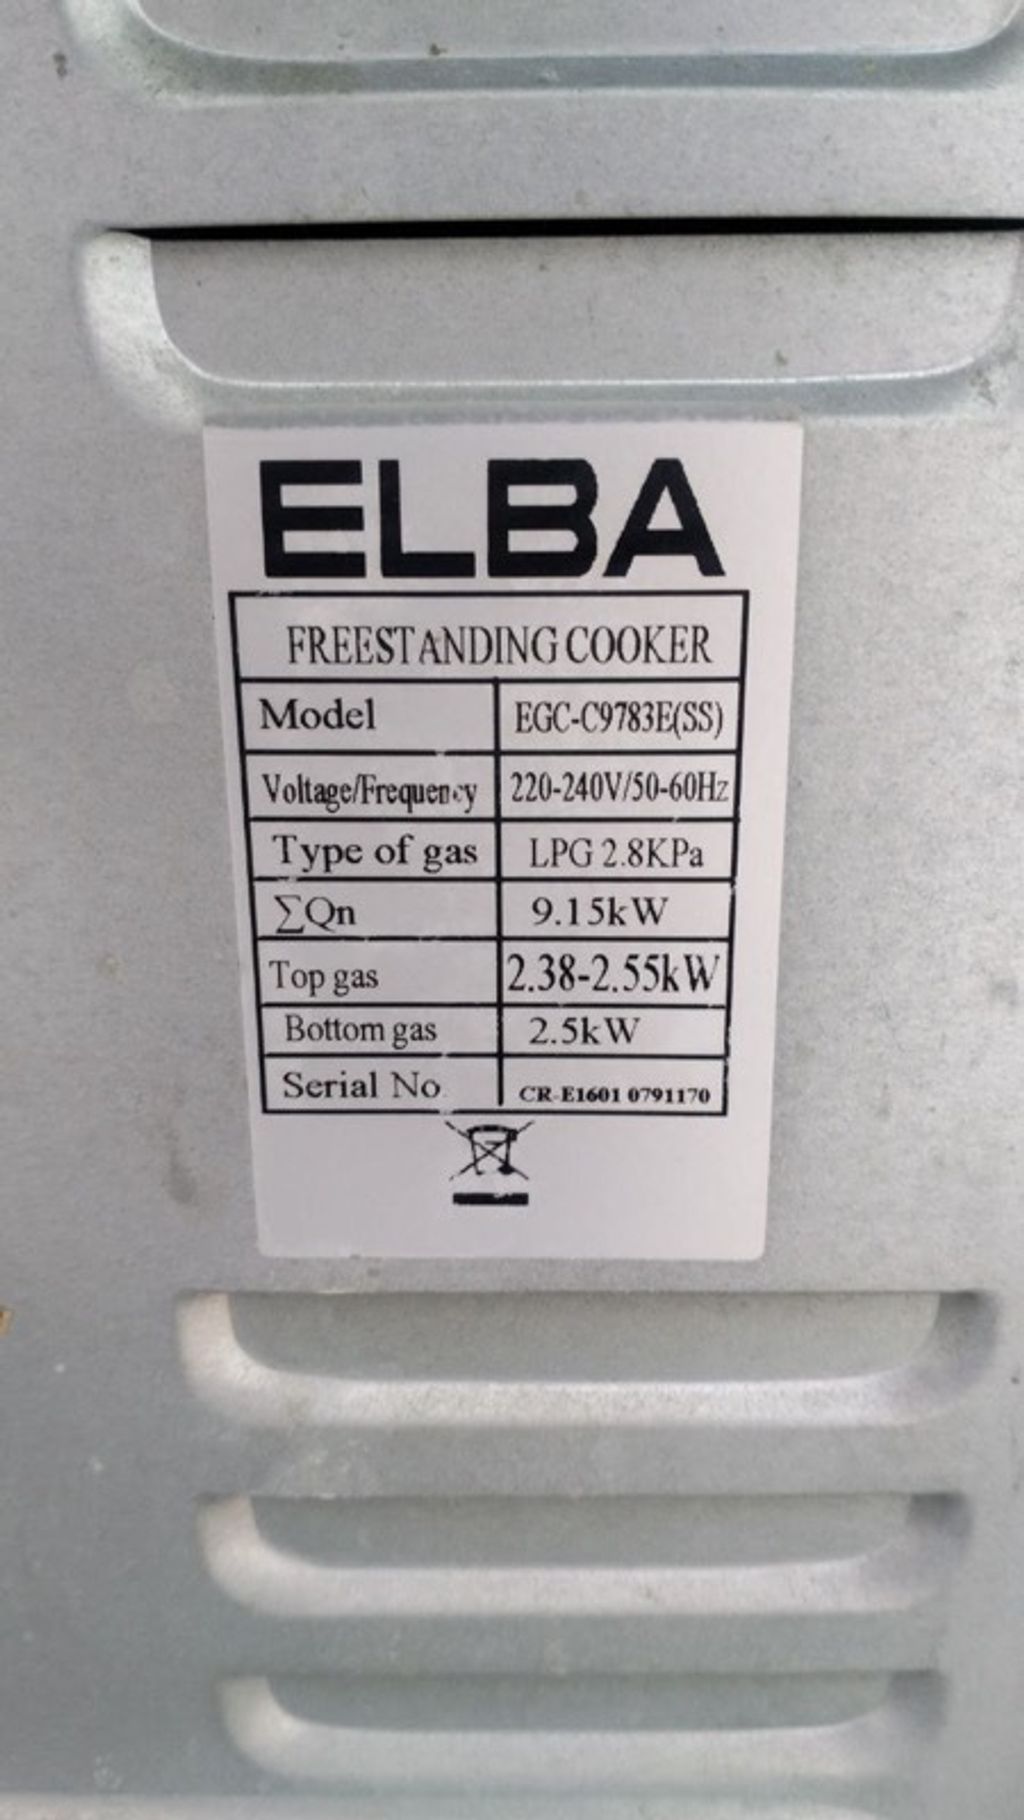 ELBA
FREESTANDING COOKER
Model EGC-C9783E(SS)
Voltage/Frequency 220-240V/50-60Hz
Type of gas LPG 2.8KPa
∑Qn 9.15kW
Top gas 2.38-2.55kW
Bottom gas 2.5kW
Serial No CR-E1601 0791170